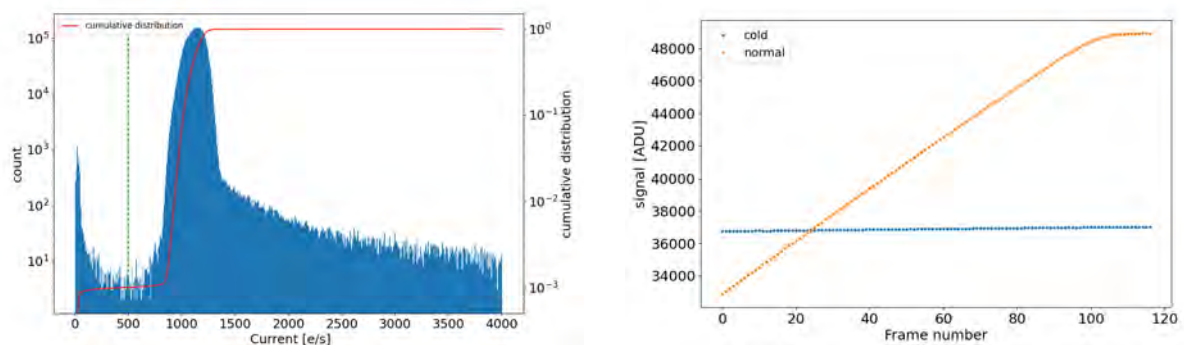 cumulative distribution
10^5
10^4
10^3
10^2
10^1
count
10^0
10^-1
10^-2
10^-3
cumulative distribution
0 500 1000 1500 2000 2500 3000 3500 4000
Current [e/s]
cold
normal
48000
46000
44000
42000
40000
38000
36000
34000
signal [ADU]
0 20 40 60 80 100 120
Frame number